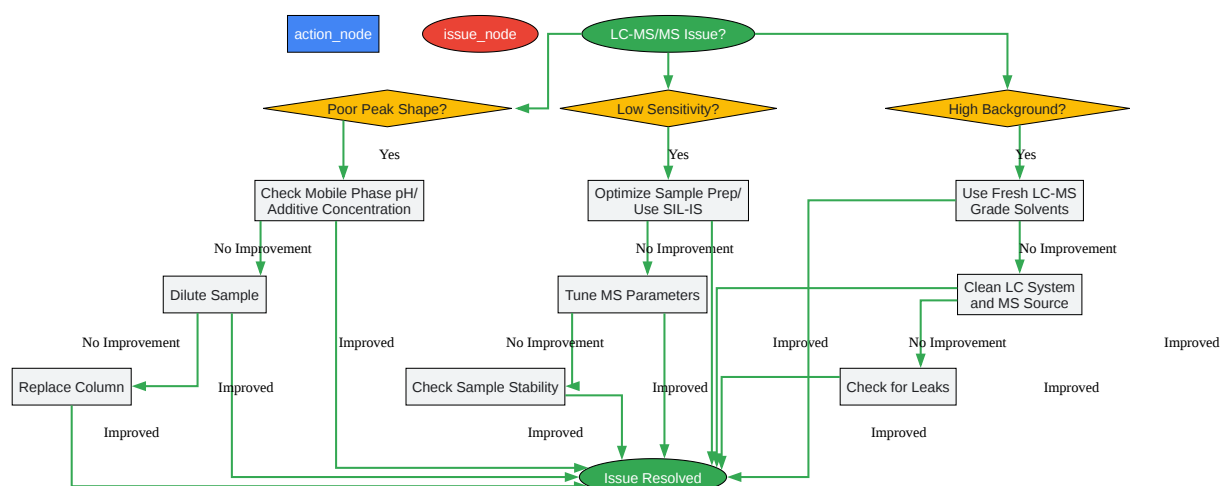 action_node
issue_node
LC-MS/MS Issue?
Poor Peak Shape?
Low Sensitivity?
High Background?
Yes
Yes
Yes
Check Mobile Phase pH/
Additive Concentration
Optimize Sample Prep/
Use SIL-IS
Use Fresh LC-MS
Grade Solvents
No Improvement
No Improvement
No Improvement
Dilute Sample
Tune MS Parameters
Clean LC System
and MS Source
No Improvement
Improved
No Improvement
Improved
No Improvement
Improved
Replace Column
Improved
Check Sample Stability
Improved
Check for Leaks
Improved
Improved
Improved
Improved
Issue Resolved